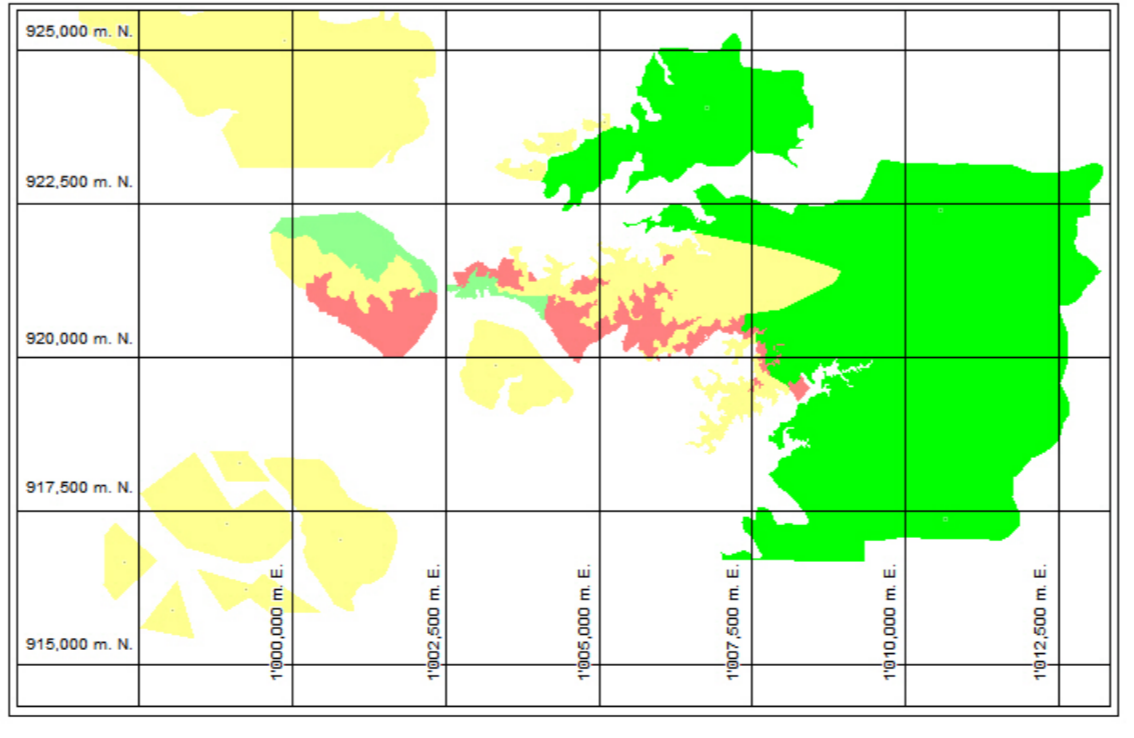 925,000 m. N.
922,500 m. N.
920,000 m. N.
917,500 m. N.
915,000 m. N.
1'000,000 m. E.
1'002,500 m. E.
1'005,000 m. E.
1'007,500 m. E.
1'010,000 m. E.
1'012,500 m. E.